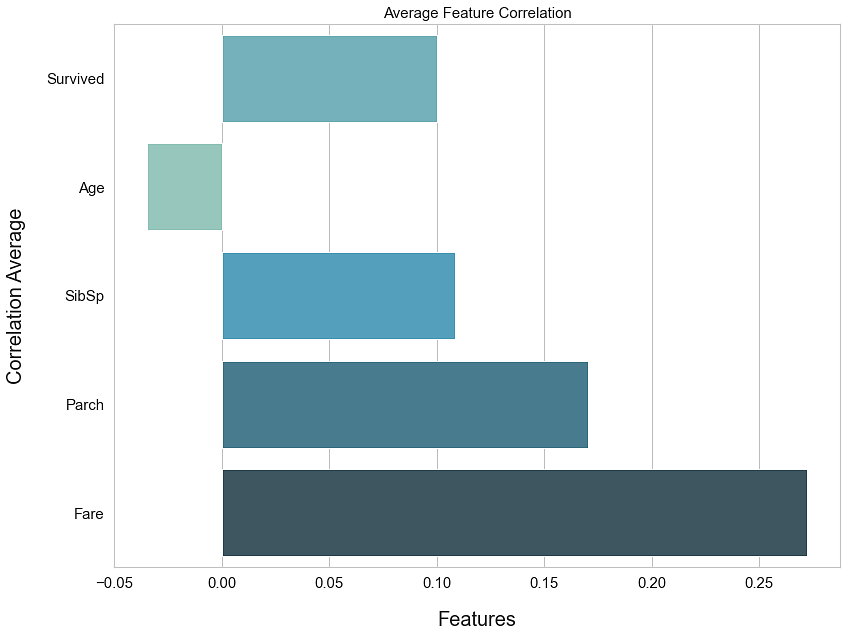 Average Feature Correlation
Survived
Age
SibSp
Parch
Fare
Correlation Average
−0.05 0.00 0.05 0.10 0.15 0.20 0.25
Features